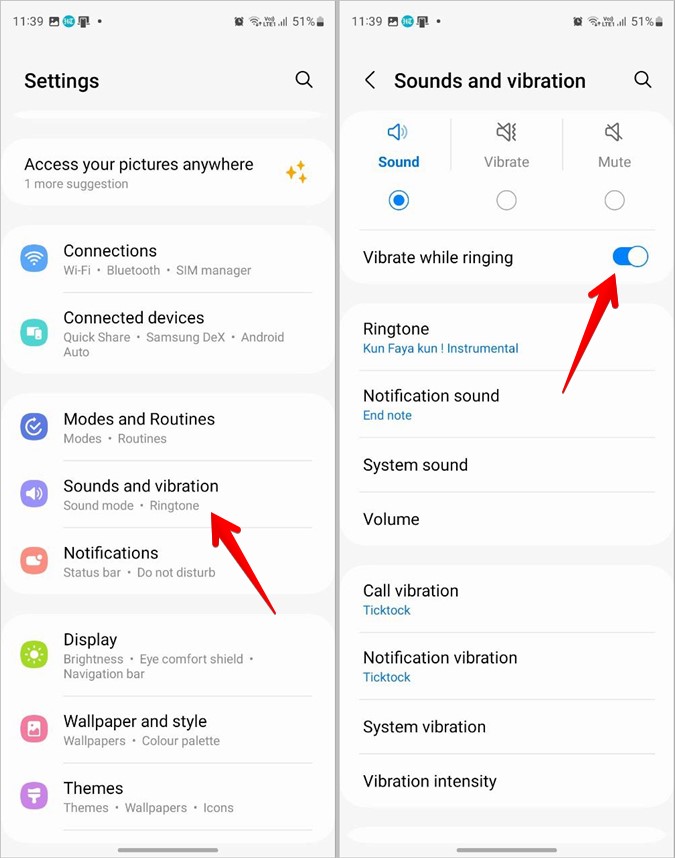 11:39
51%
Settings
Access your pictures anywhere
1 more suggestion
Connections
Wi-Fi • Bluetooth • SIM manager
Connected devices
Quick Share • Samsung DeX • Android
Auto
Modes and Routines
Modes • Routines
Sounds and vibration
Sound mode • Ringtone
Notifications
Status bar • Do not disturb
Display
Brightness • Eye comfort shield •
Navigation bar
Wallpaper and style
Wallpapers • Colour palette
Themes
Themes • Wallpapers • Icons
11:39
51%
Sounds and vibration
Sound
Vibrate
Mute
Vibrate while ringing
Ringtone
Kun Faya kun ! Instrumental
Notification sound
End note
System sound
Volume
Call vibration
Ticktock
Notification vibration
Ticktock
System vibration
Vibration intensity